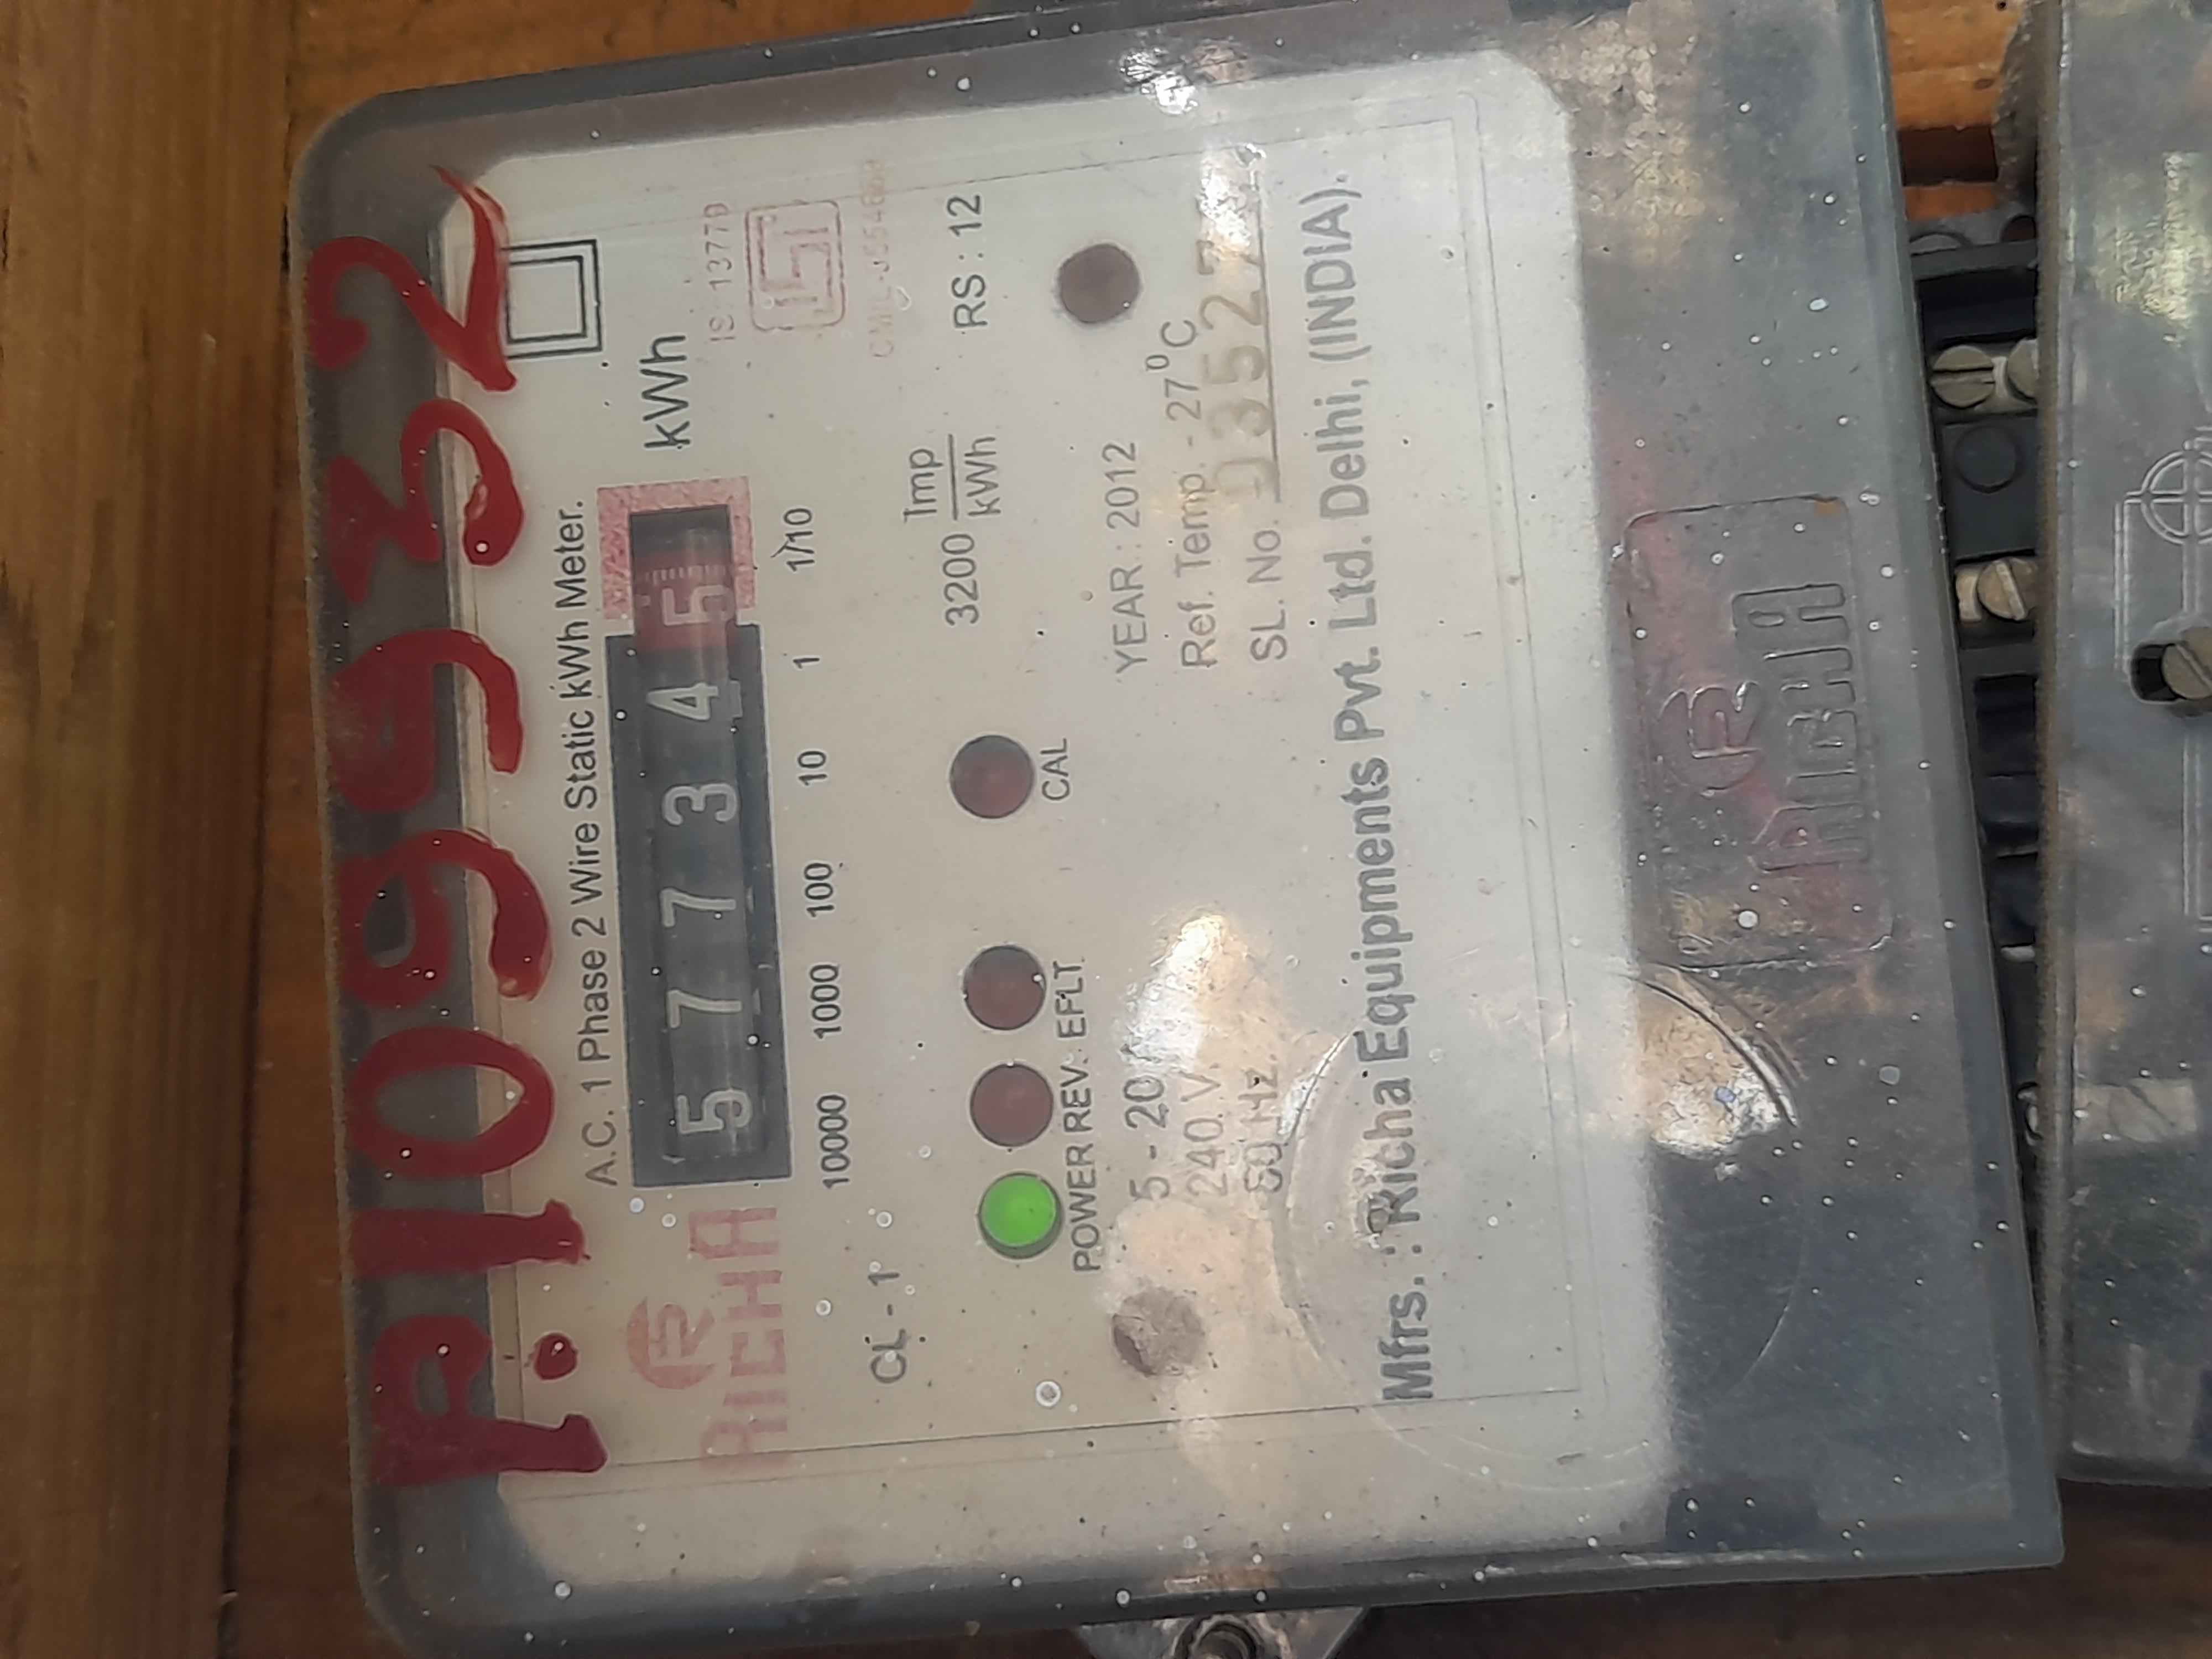 P.109932
A.C. 1 Phase 2 Wire Static kWh Meter.
RICHA
5 7 7 3 4 5
kWh
10000 1000 100 10 1 1/10
IS: 13779
CL - 1
3200 Imp/kWh
RS : 12
POWER REV. EFLT CAL
5 - 20
240 V.
50 Hz.
YEAR : 2012
Ref. Temp. - 27°C
SL. No.
Mfrs. : Richa Equipments Pvt. Ltd. Delhi, (INDIA).
R
RICHA